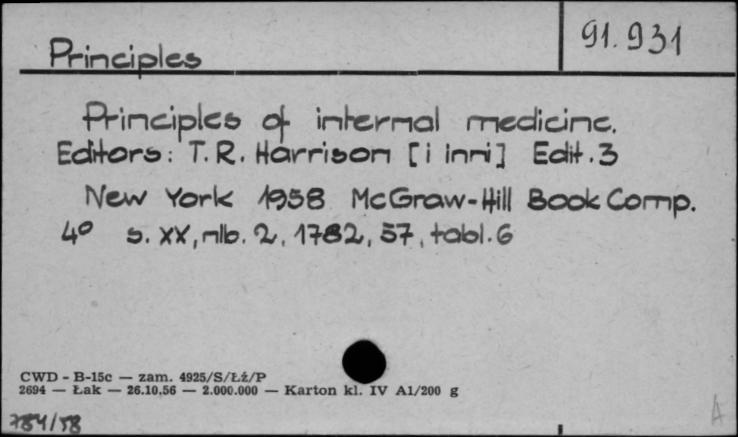 Principles
91.931
Principles of internal medicine.
Editors: T.R. Harrison [i inni] Edit.3
New York 1958 McGraw-Hill Book Comp.
4° s. XX, nlb. 2, 1782, 57, tabl. 6
CWD - B-15c — zam. 4925/S/Łź/P
2694 — Łak — 26.10.56 — 2.000.000 — Karton kl. IV A1/200 g
784/58
A